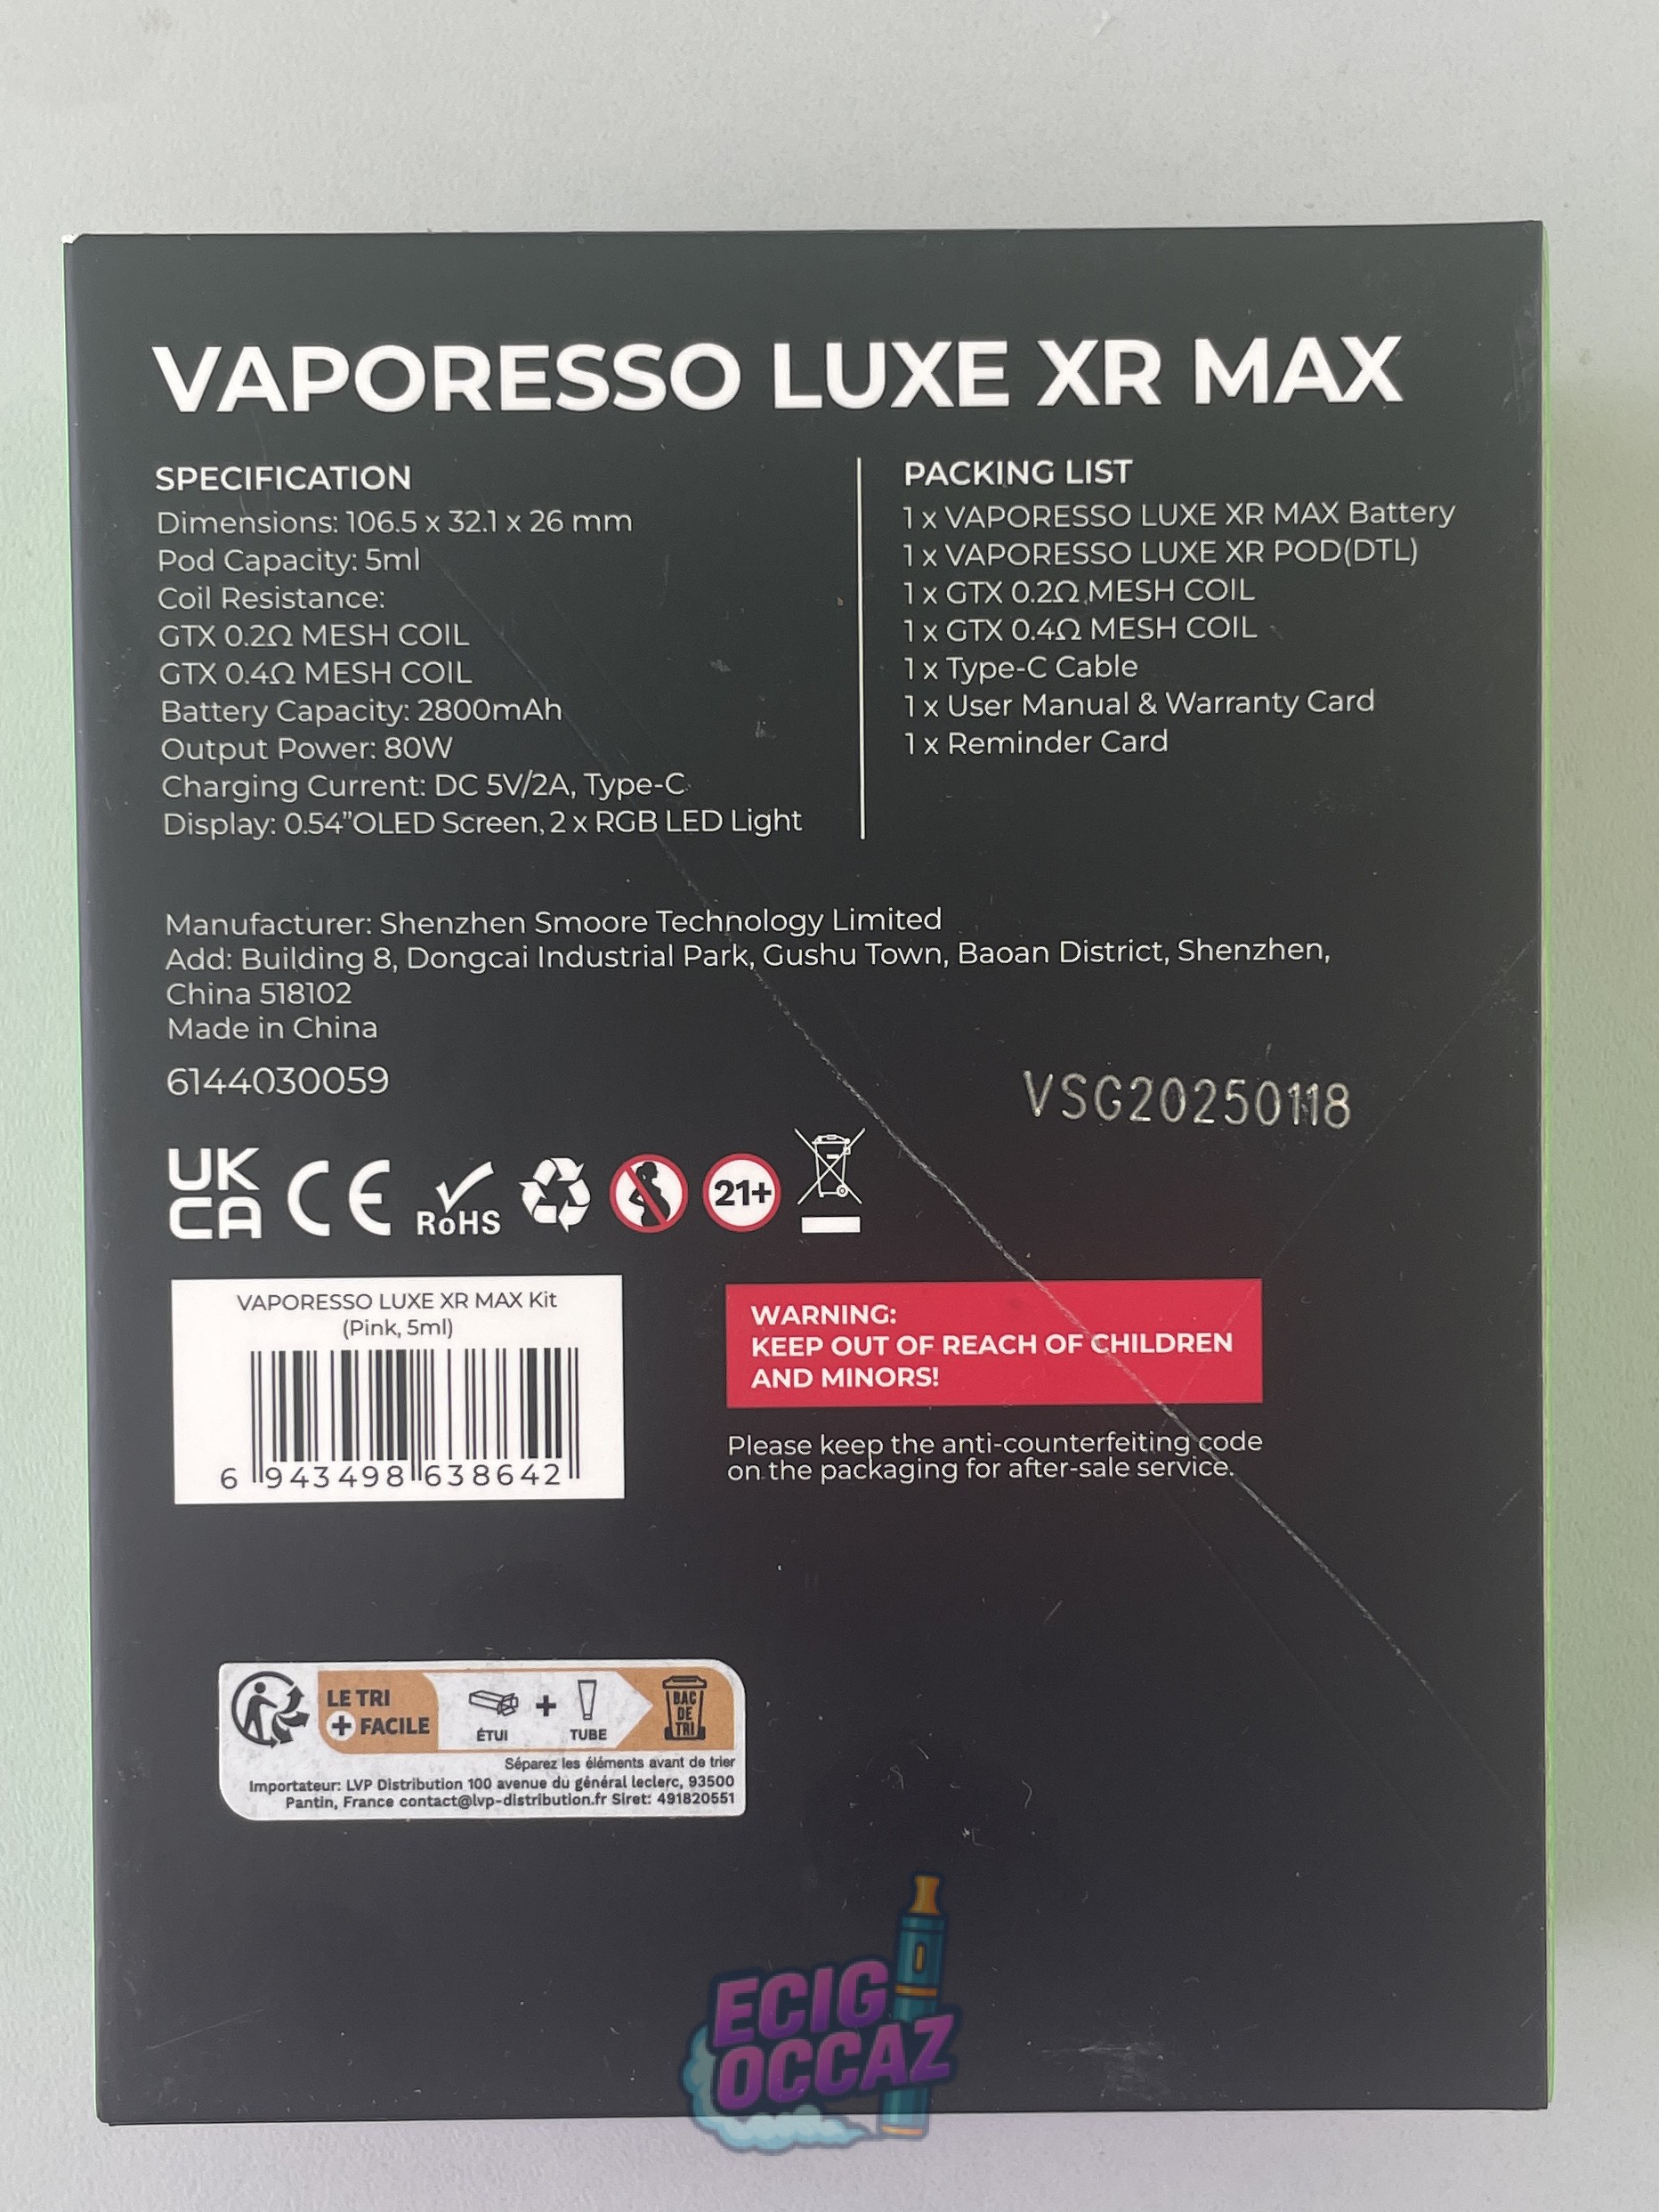 VAPORESSO LUXE XR MAX
SPECIFICATION
Dimensions: 106.5 x 32.1 x 26 mm
Pod Capacity: 5ml
Coil Resistance:
GTX 0.2Ω MESH COIL
GTX 0.4Ω MESH COIL
Battery Capacity: 2800mAh
Output Power: 80W
Charging Current: DC 5V/2A, Type-C
Display: 0.54”OLED Screen, 2 x RGB LED Light
PACKING LIST
1 x VAPORESSO LUXE XR MAX Battery
1 x VAPORESSO LUXE XR POD(DTL)
1 x GTX 0.2Ω MESH COIL
1 x GTX 0.4Ω MESH COIL
1 x Type-C Cable
1 x User Manual & Warranty Card
1 x Reminder Card
Manufacturer: Shenzhen Smoore Technology Limited
Add: Building 8, Dongcai Industrial Park, Gushu Town, Baoan District, Shenzhen,
China 518102
Made in China
6144030059
VSG20250118
UK
CA
CE
RoHS
21+
VAPORESSO LUXE XR MAX Kit
(Pink, 5ml)
6 943498 638642
WARNING:
KEEP OUT OF REACH OF CHILDREN
AND MINORS!
Please keep the anti-counterfeiting code
on the packaging for after-sale service.
LE TRI
+ FACILE
ÉTUI
+
TUBE
BAC
DE
TRI
Séparez les éléments avant de trier
Importateur: LVP Distribution 100 avenue du général leclerc, 93500
Pantin, France contact@lvp-distribution.fr Siret: 491820551
ECIG
OCCAZ